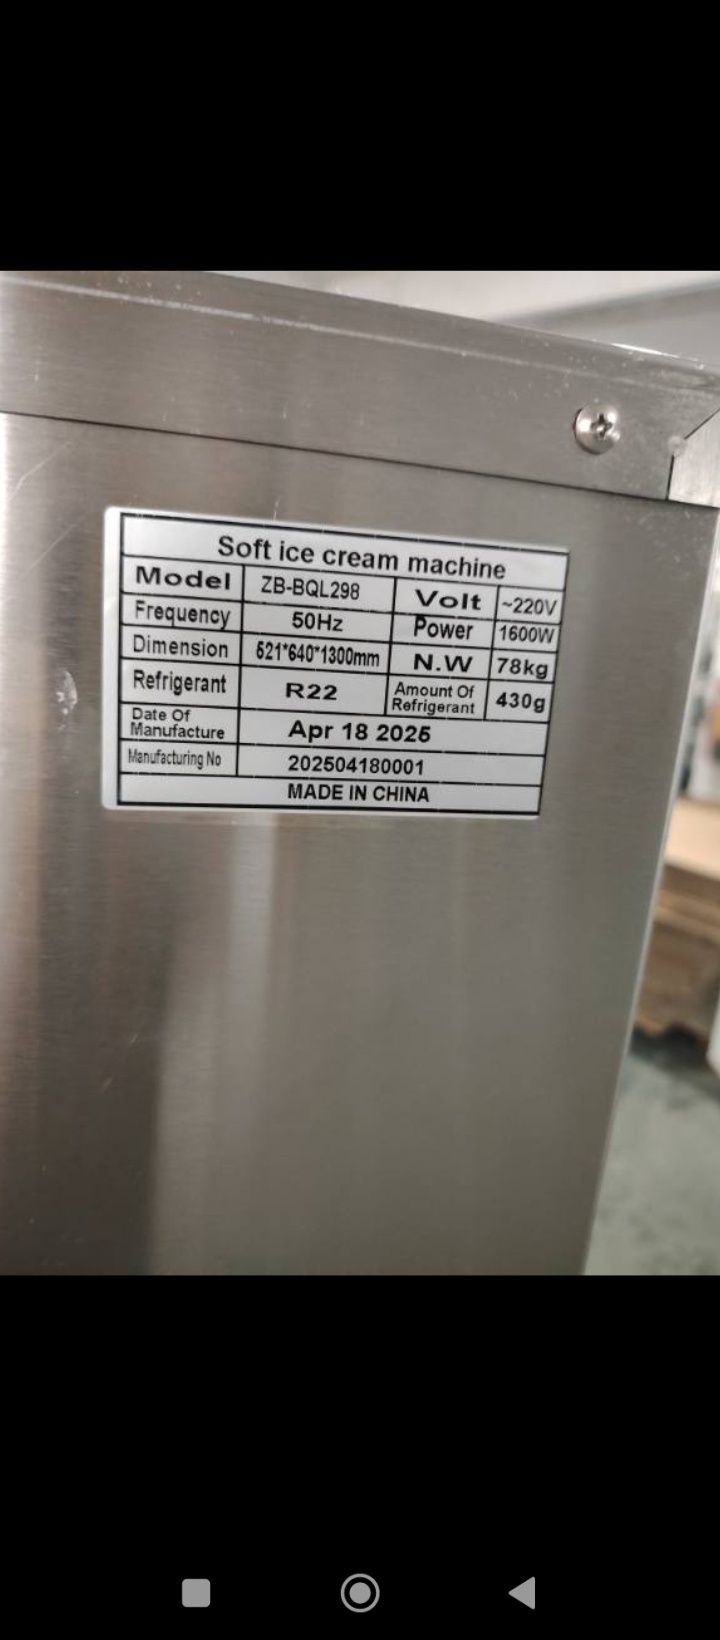 Soft ice cream machine
Model ZB-BQL298 Volt ~220V
Frequency 50Hz Power 1600W
Dimension 521*640*1300mm N.W 78kg
Refrigerant R22 Amount Of Refrigerant 430g
Date Of Manufacture Apr 18 2025
Manufacturing No 202504180001
MADE IN CHINA